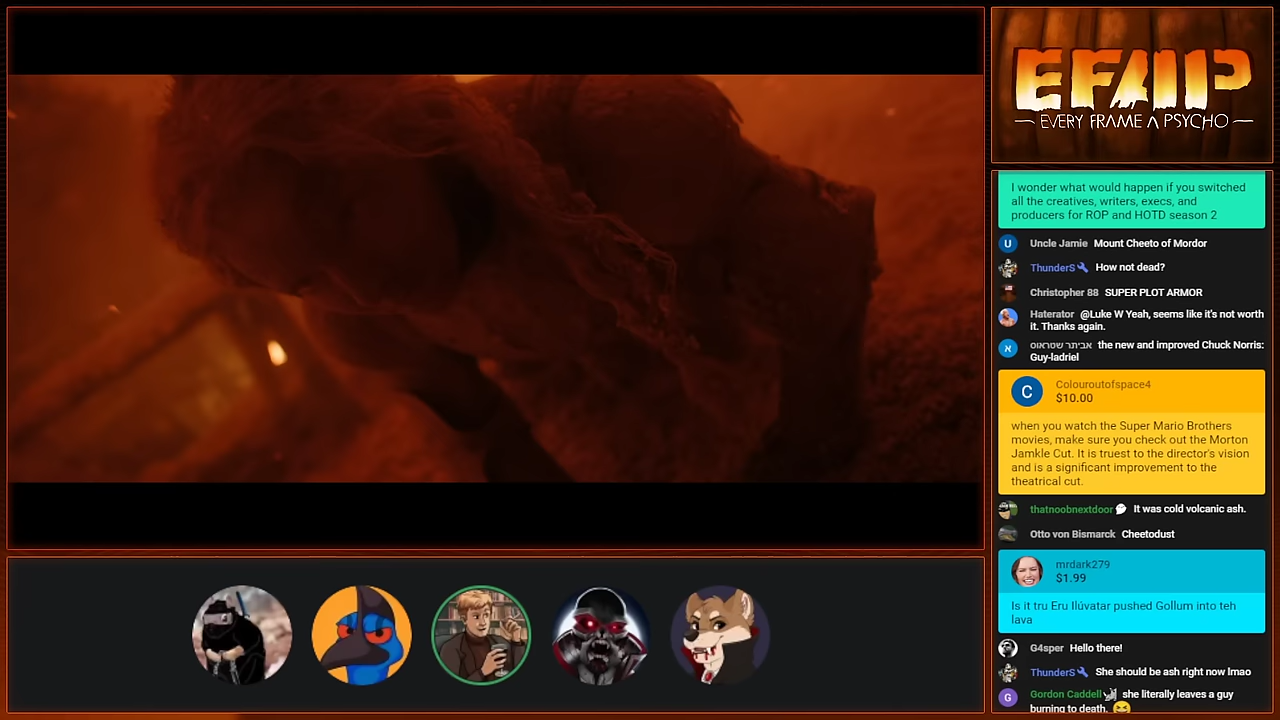 EFAP
EVERY FRAME A PSYCHO
I wonder what would happen if you switched
all the creatives, writers, execs, and
producers for ROP and HOTD season 2
U Uncle Jamie Mount Cheeto of Mordor
ThunderS How not dead?
Christopher 88 SUPER PLOT ARMOR
Haterator @Luke W Yeah, seems like it's not worth
it. Thanks again.
א אביתר שטראוס the new and improved Chuck Norris:
Guy-ladriel
C Colouroutofspace4
$10.00
when you watch the Super Mario Brothers
movies, make sure you check out the Morton
Jamkle Cut. It is truest to the director's vision
and is a significant improvement to the
theatrical cut.
thatnoobnextdoor It was cold volcanic ash.
Otto von Bismarck Cheetodust
mrdark279
$1.99
Is it tru Eru Ilúvatar pushed Gollum into teh
lava
G4sper Hello there!
ThunderS She should be ash right now lmao
G Gordon Caddell she literally leaves a guy
burning to death.